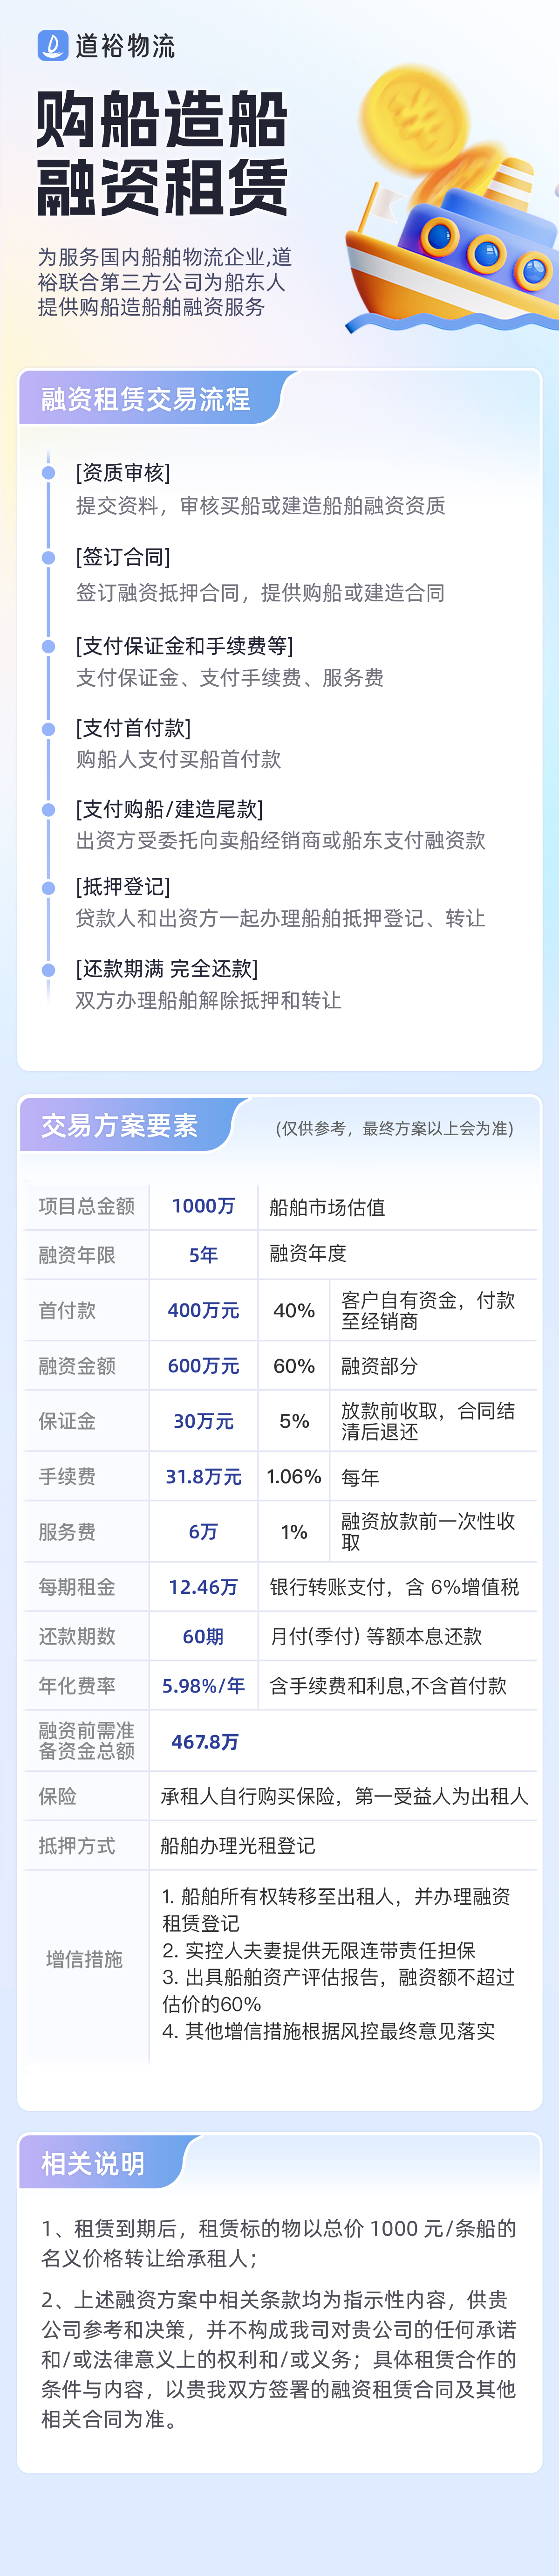 道裕物流
购船造船
融资租赁
为服务国内船舶物流企业,道
裕联合第三方公司为船东人
提供购船造船船舶融资服务
融资租赁交易流程
[资质审核]
提交资料，审核买船或建造船舶融资资质
[签订合同]
签订融资抵押合同，提供购船或建造合同
[支付保证金和手续费等]
支付保证金、支付手续费、服务费
[支付首付款]
购船人支付买船首付款
[支付购船/建造尾款]
出资方受委托向卖船经销商或船东支付融资款
[抵押登记]
贷款人和出资方一起办理船舶抵押登记、转让
[还款期满 完全还款]
双方办理船舶解除抵押和转让
交易方案要素
(仅供参考，最终方案以上会为准)
项目总金额 1000万 船舶市场估值
融资年限 5年 融资年度
首付款 400万元 40% 客户自有资金，付款
至经销商
融资金额 600万元 60% 融资部分
保证金 30万元 5% 放款前收取，合同结
清后退还
手续费 31.8万元 1.06% 每年
服务费 6万 1% 融资放款前一次性收
取
每期租金 12.46万 银行转账支付，含 6%增值税
还款期数 60期 月付(季付) 等额本息还款
年化费率 5.98%/年 含手续费和利息,不含首付款
融资前需准
备资金总额 467.8万
保险 承租人自行购买保险，第一受益人为出租人
抵押方式 船舶办理光租登记
增信措施
1. 船舶所有权转移至出租人，并办理融资
租赁登记
2. 实控人夫妻提供无限连带责任担保
3. 出具船舶资产评估报告，融资额不超过
估价的60%
4. 其他增信措施根据风控最终意见落实
相关说明
1、租赁到期后，租赁标的物以总价 1000 元/条船的
名义价格转让给承租人；
2、上述融资方案中相关条款均为指示性内容，供贵
公司参考和决策，并不构成我司对贵公司的任何承诺
和/或法律意义上的权利和/或义务；具体租赁合作的
条件与内容，以贵我双方签署的融资租赁合同及其他
相关合同为准。